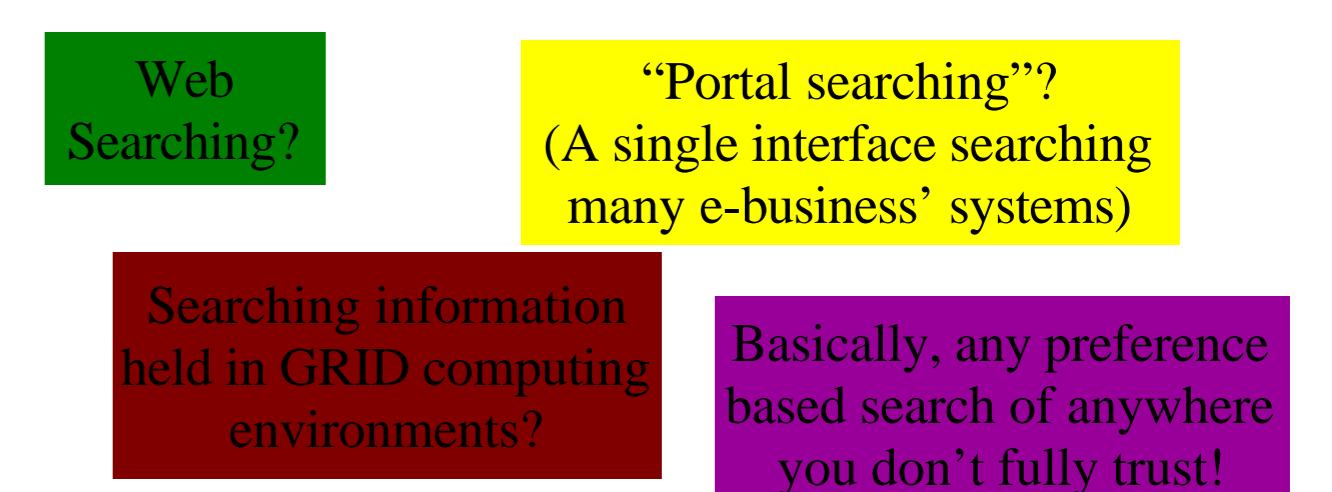 Web
Searching?
“Portal searching”?
(A single interface searching
many e-business’ systems)
Searching information
held in GRID computing
environments?
Basically, any preference
based search of anywhere
you don’t fully trust!